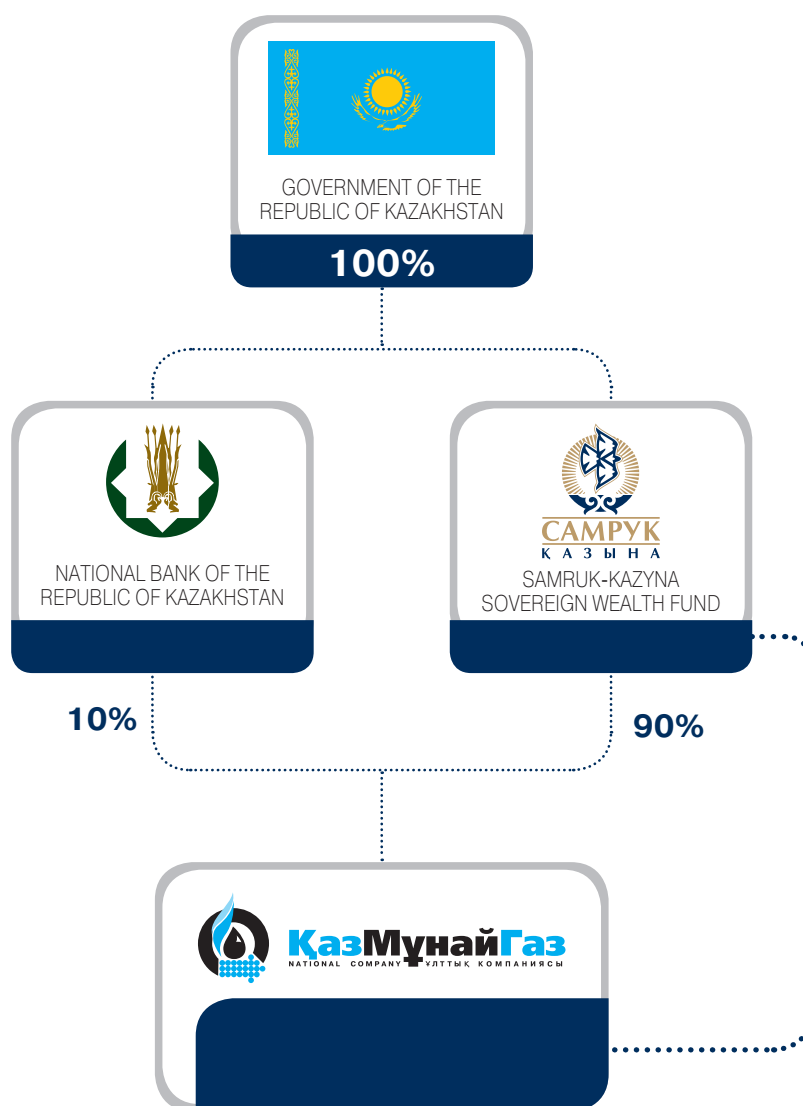 GOVERNMENT OF THE
REPUBLIC OF KAZAKHSTAN
100%
NATIONAL BANK OF THE
REPUBLIC OF KAZAKHSTAN
САМРУК
ҚАЗЫНА
SAMRUK-KAZYNA
SOVEREIGN WEALTH FUND
10%
90%
ҚазМұнайГаз
NATIONAL COMPANY ҰЛТТЫҚ КОМПАНИЯСЫ